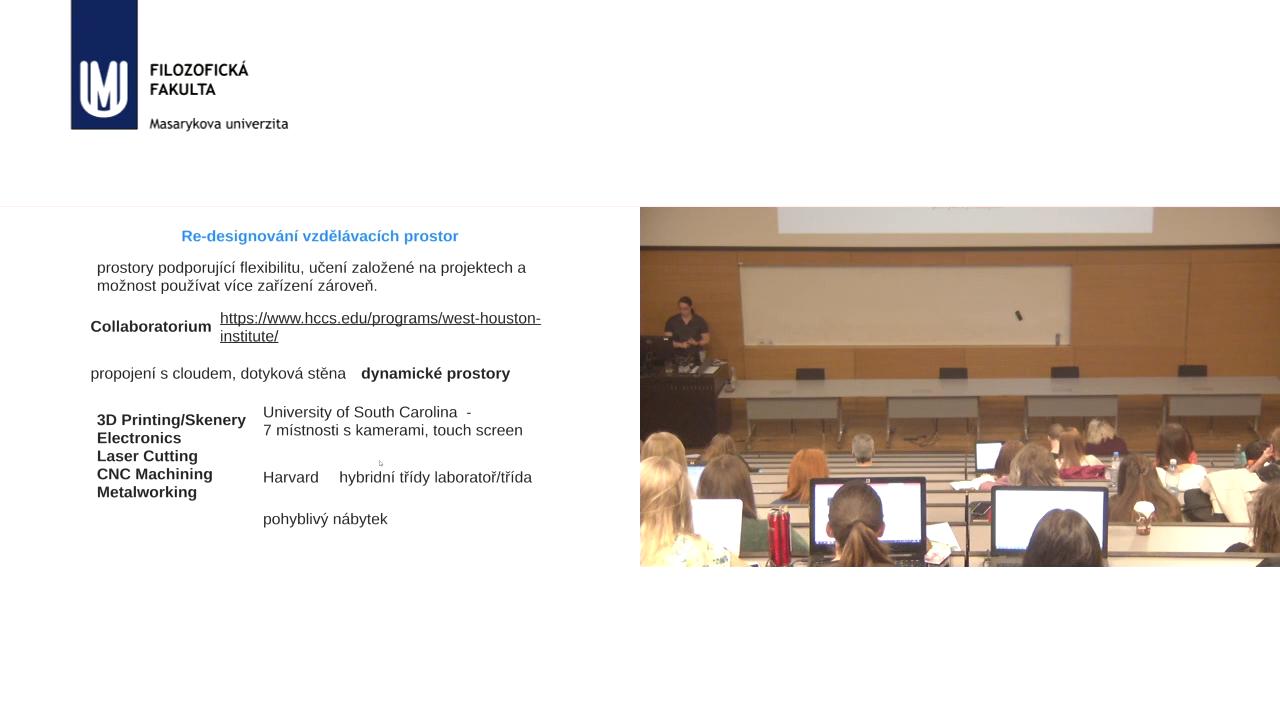 FILOZOFICKÁ
FAKULTA
Masarykova univerzita
Re-designování vzdělávacích prostor
prostory podporující flexibilitu, učení založené na projektech a
možnost používat více zařízení zároveň.
Collaboratorium
https://www.hccs.edu/programs/west-houston-
institute/
propojení s cloudem, dotyková stěna dynamické prostory
3D Printing/Skenery
Electronics
Laser Cutting
CNC Machining
Metalworking
University of South Carolina -
7 místnosti s kamerami, touch screen
Harvard hybridní třídy laboratoř/třída
pohyblivý nábytek